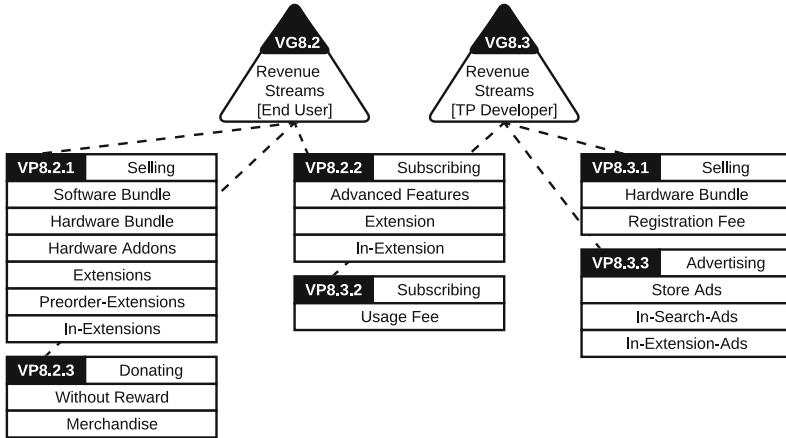 VG8.2
Revenue
Streams
[End User]
VG8.3
Revenue
Streams
[TP Developer]
VP8.2.1 Selling
Software Bundle
Hardware Bundle
Hardware Addons
Extensions
Preorder-Extensions
In-Extensions
VP8.2.3 Donating
Without Reward
Merchandise
VP8.2.2 Subscribing
Advanced Features
Extension
In-Extension
VP8.3.2 Subscribing
Usage Fee
VP8.3.1 Selling
Hardware Bundle
Registration Fee
VP8.3.3 Advertising
Store Ads
In-Search-Ads
In-Extension-Ads